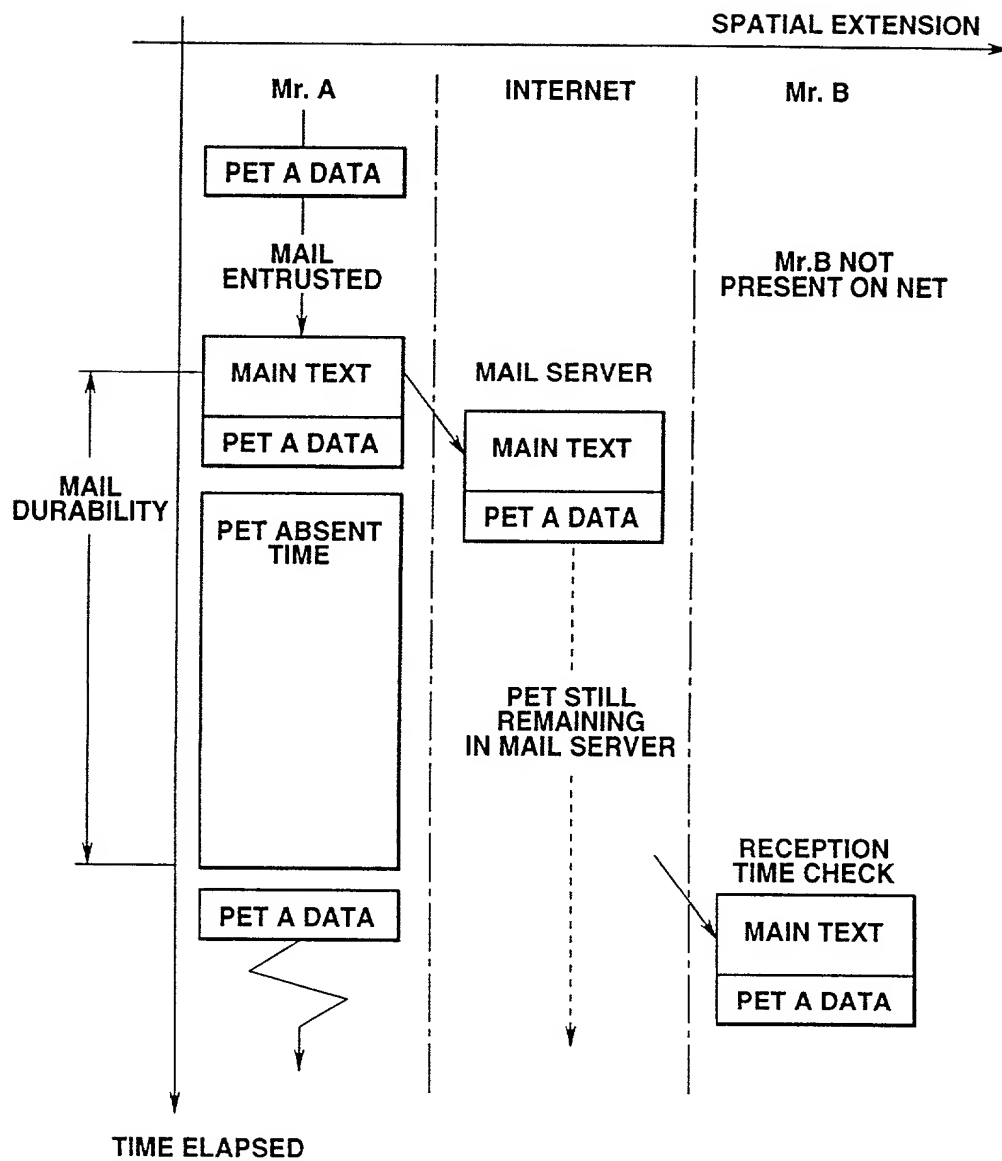 SPATIAL EXTENSION
Mr. A
INTERNET
Mr. B
PET A DATA
MAIL
ENTRUSTED
Mr.B NOT
PRESENT ON NET
MAIN TEXT
PET A DATA
MAIL SERVER
MAIN TEXT
PET A DATA
MAIL
DURABILITY
PET ABSENT
TIME
PET STILL
REMAINING
IN MAIL SERVER
RECEPTION
TIME CHECK
MAIN TEXT
PET A DATA
PET A DATA
TIME ELAPSED